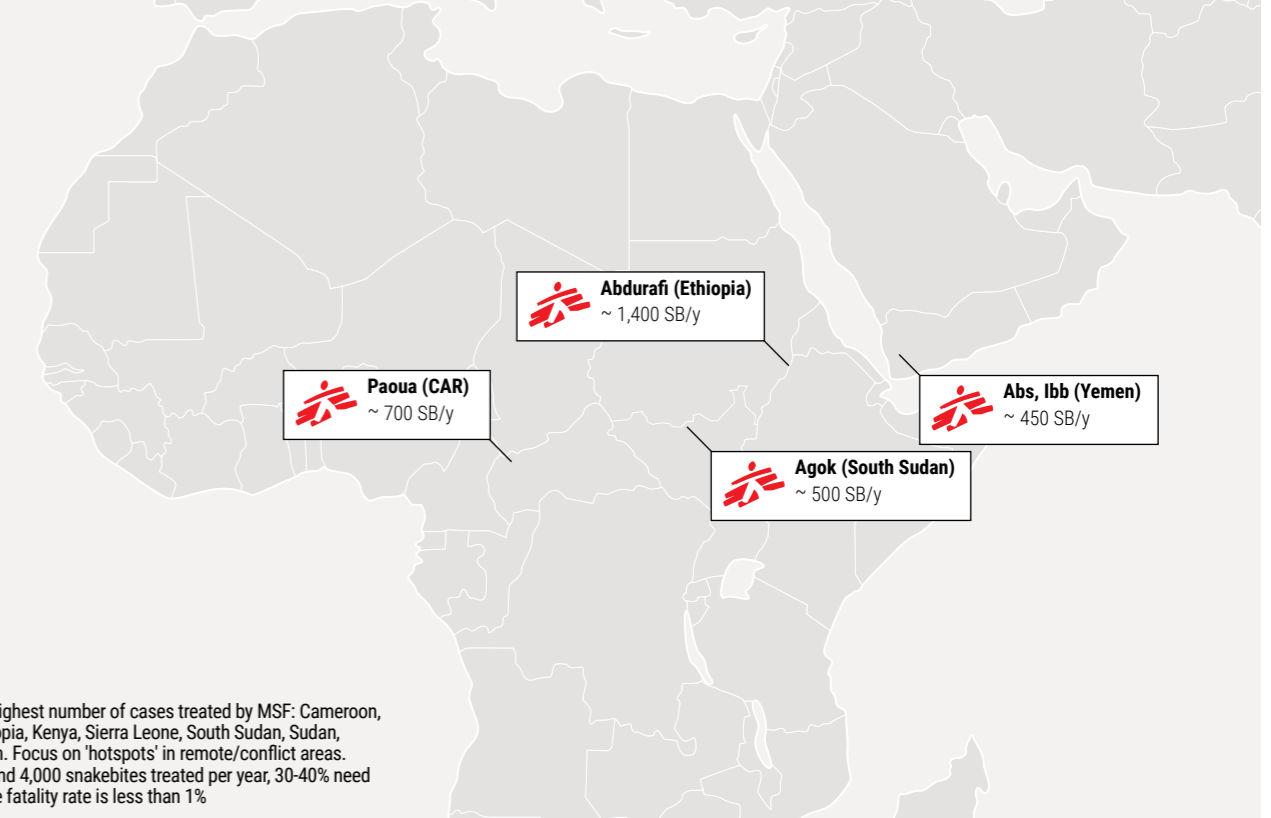 Abdurafi (Ethiopia)
~ 1,400 SB/y
Paoua (CAR)
~ 700 SB/y
Abs, Ibb (Yemen)
~ 450 SB/y
Agok (South Sudan)
~ 500 SB/y
ighest number of cases treated by MSF: Cameroon,
opia, Kenya, Sierra Leone, South Sudan, Sudan,
n. Focus on 'hotspots' in remote/conflict areas.
nd 4,000 snakebites treated per year, 30-40% need
e fatality rate is less than 1%